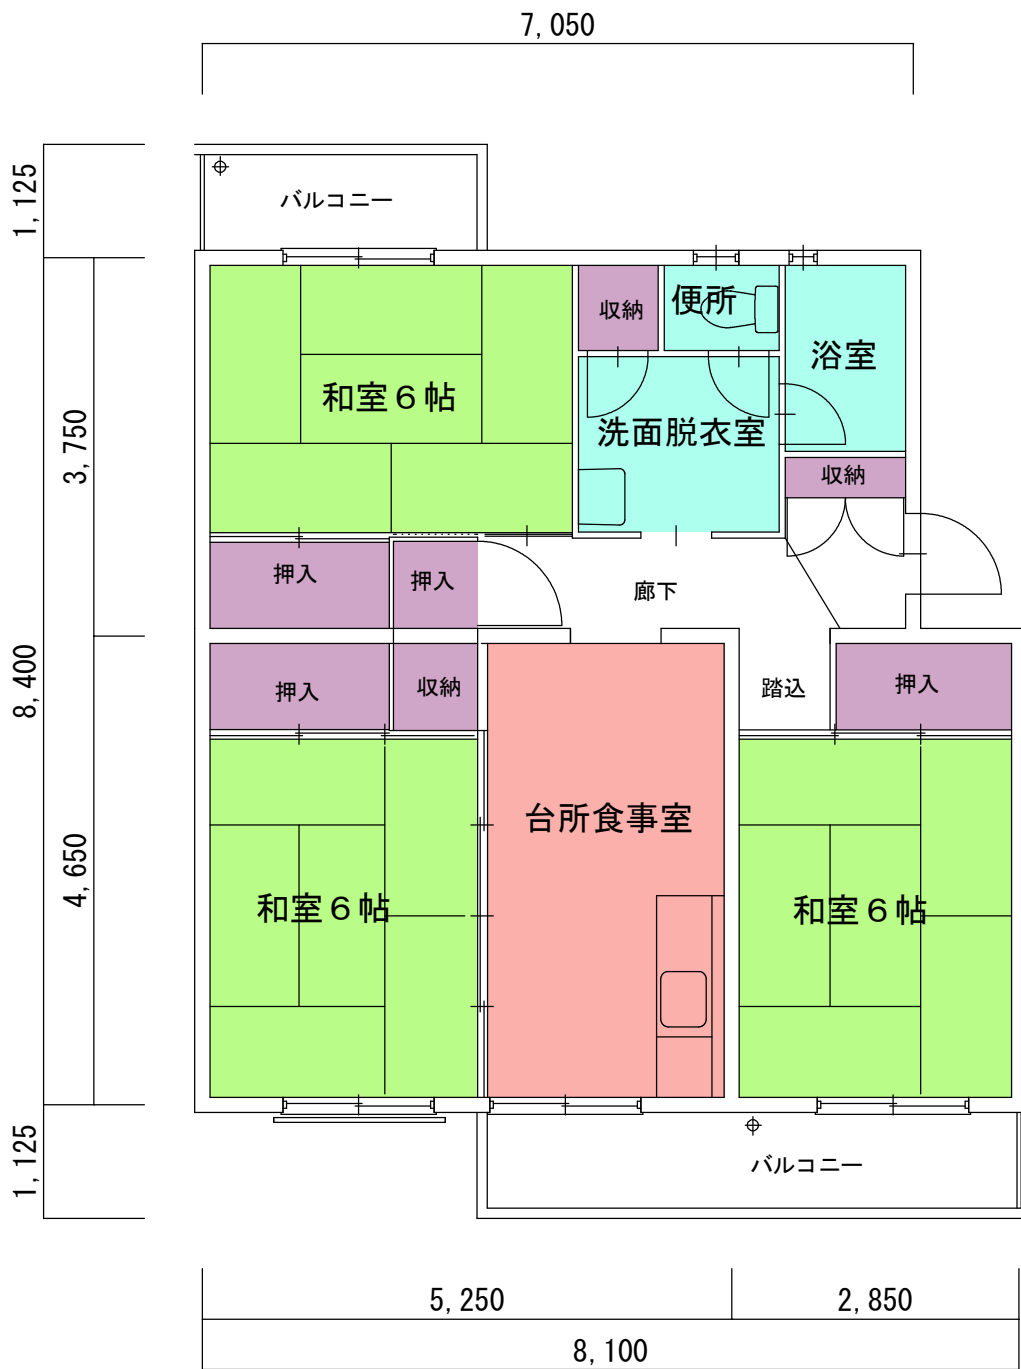 7,050
1,125
バルコニー
収納
便所
浴室
和室６帖
洗面脱衣室
3,750
収納
押入
押入
廊下
8,400
押入
収納
踏込
押入
台所食事室
4,650
和室６帖
和室６帖
1,125
バルコニー
5,250
2,850
8,100